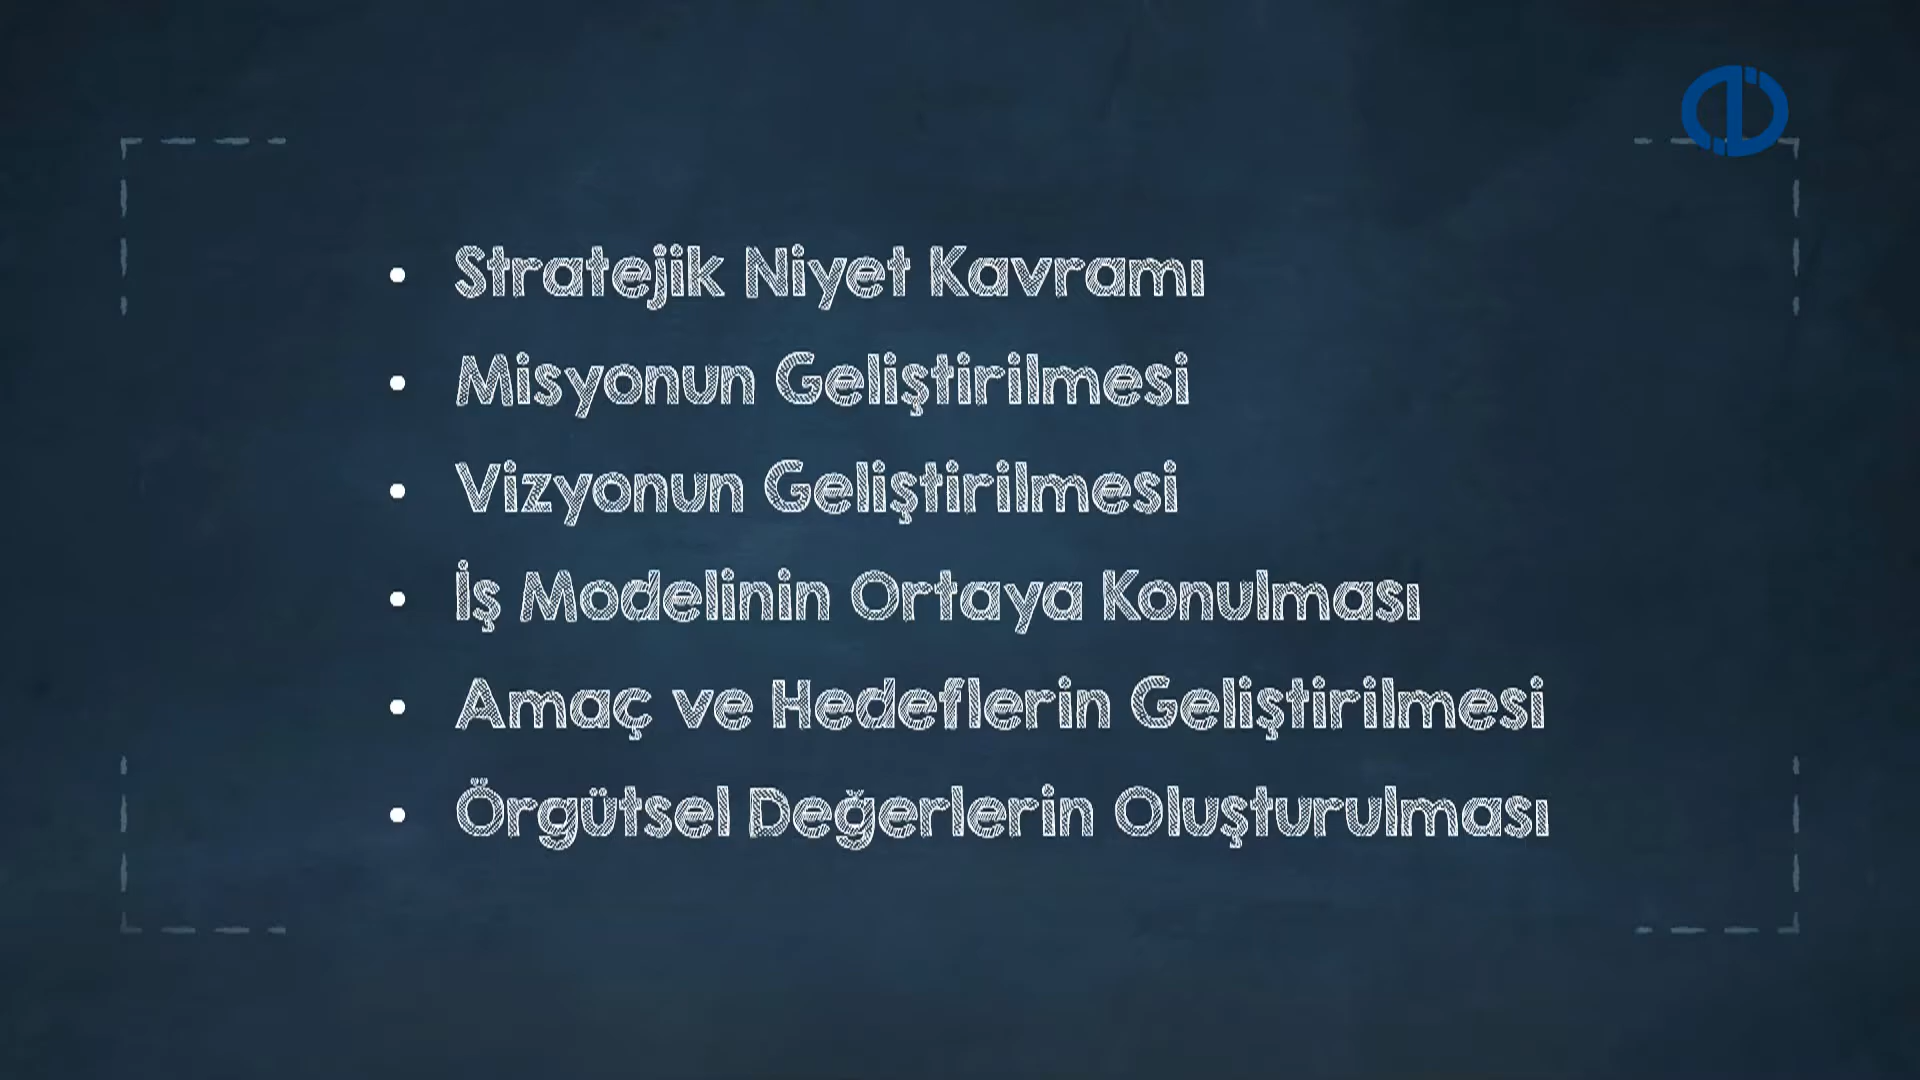 • Stratejik Niyet Kavramı
• Misyonun Geliştirilmesi
• Vizyonun Geliştirilmesi
• İş Modelinin Ortaya Konulması
• Amaç ve Hedeflerin Geliştirilmesi
• Örgütsel Değerlerin Oluşturulması